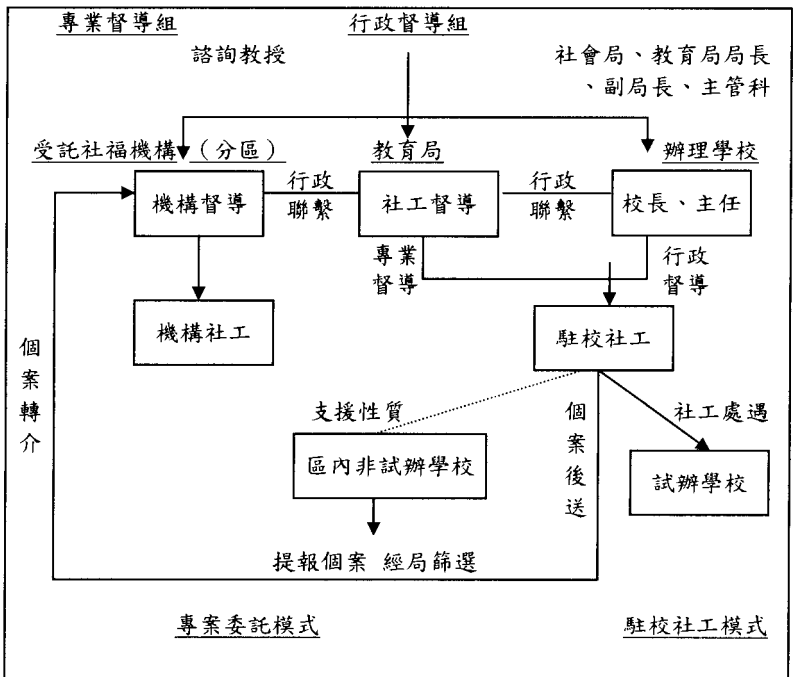 專業督導組
行政督導組
諮詢教授
社會局、教育局局長
、副局長、主管科
受託社福機構（分區）
教育局
辦理學校
機構督導
行政
聯繫
社工督導
行政
聯繫
校長、主任
專業
督導
行政
督導
機構社工
駐校社工
個案轉介
支援性質
個案後送
社工處遇
區內非試辦學校
試辦學校
提報個案 經局篩選
專案委託模式
駐校社工模式